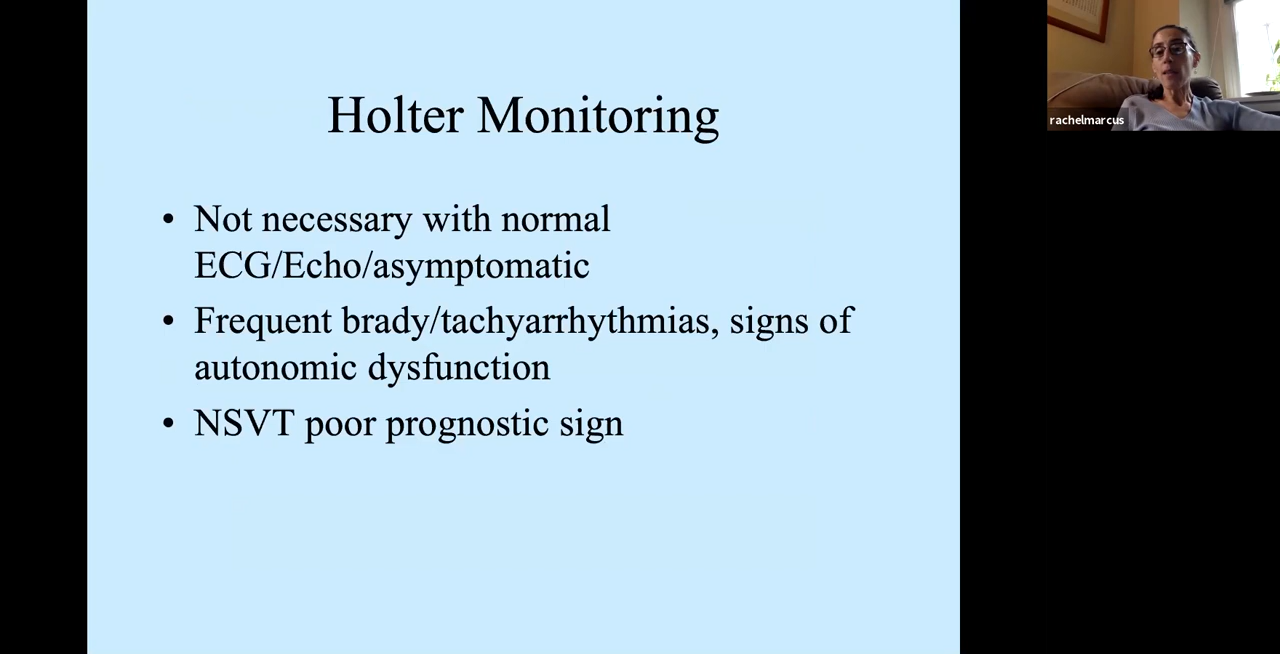 Holter Monitoring
• Not necessary with normal
ECG/Echo/asymptomatic
• Frequent brady/tachyarrhythmias, signs of
autonomic dysfunction
• NSVT poor prognostic sign
rachelmarcus